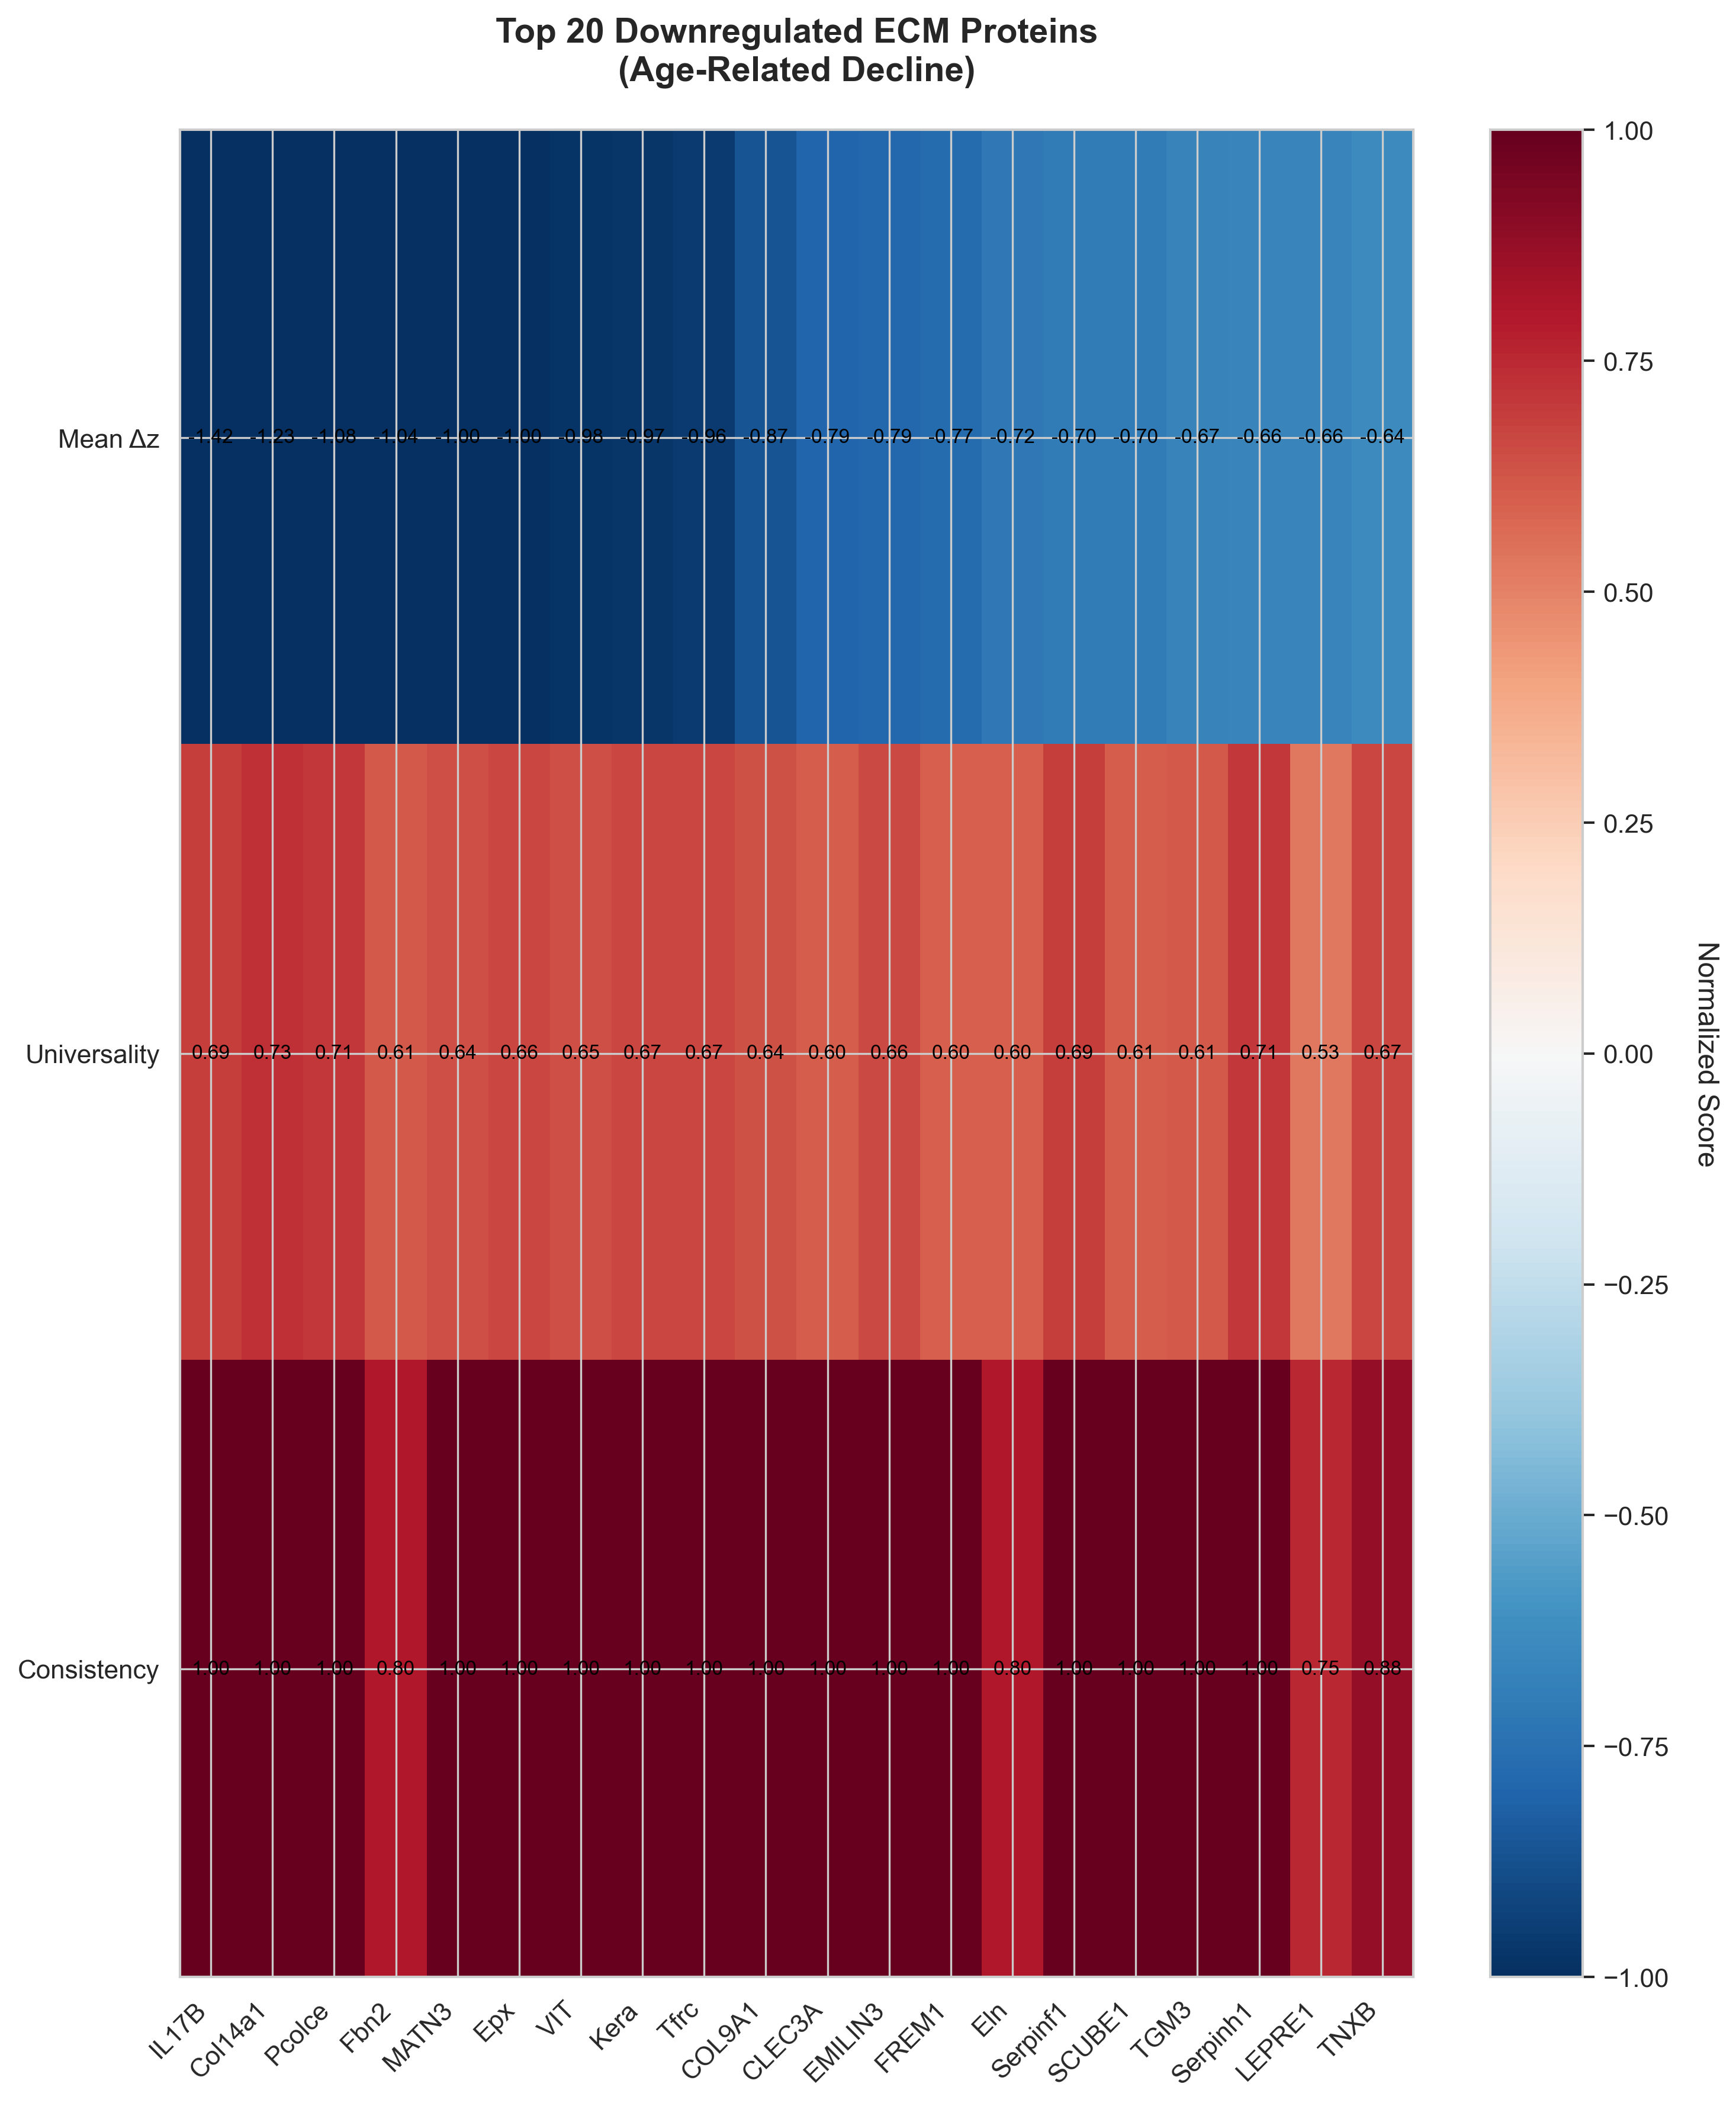 Top 20 Downregulated ECM Proteins
(Age-Related Decline)
Mean Δz
-1.42 -1.23 -1.08 -1.04 -1.00 -1.00 -0.98 -0.97 -0.96 -0.87 -0.79 -0.79 -0.77 -0.72 -0.70 -0.70 -0.67 -0.66 -0.66 -0.64
Universality
0.69 0.73 0.71 0.61 0.64 0.66 0.65 0.67 0.67 0.64 0.60 0.66 0.60 0.60 0.69 0.61 0.61 0.71 0.53 0.67
Consistency
1.00 1.00 1.00 0.80 1.00 1.00 1.00 1.00 1.00 1.00 1.00 1.00 1.00 0.80 1.00 1.00 1.00 1.00 0.75 0.88
IL17B Col14a1 Pcolce Fbn2 MATN3 Epx VIT Kera Tfrc COL9A1 CLEC3A EMILIN3 FREM1 Eln Serpinf1 SCUBE1 TGM3 Serpinh1 LEPRE1 TNXB
1.00
0.75
0.50
0.25
0.00
−0.25
−0.50
−0.75
−1.00
Normalized Score